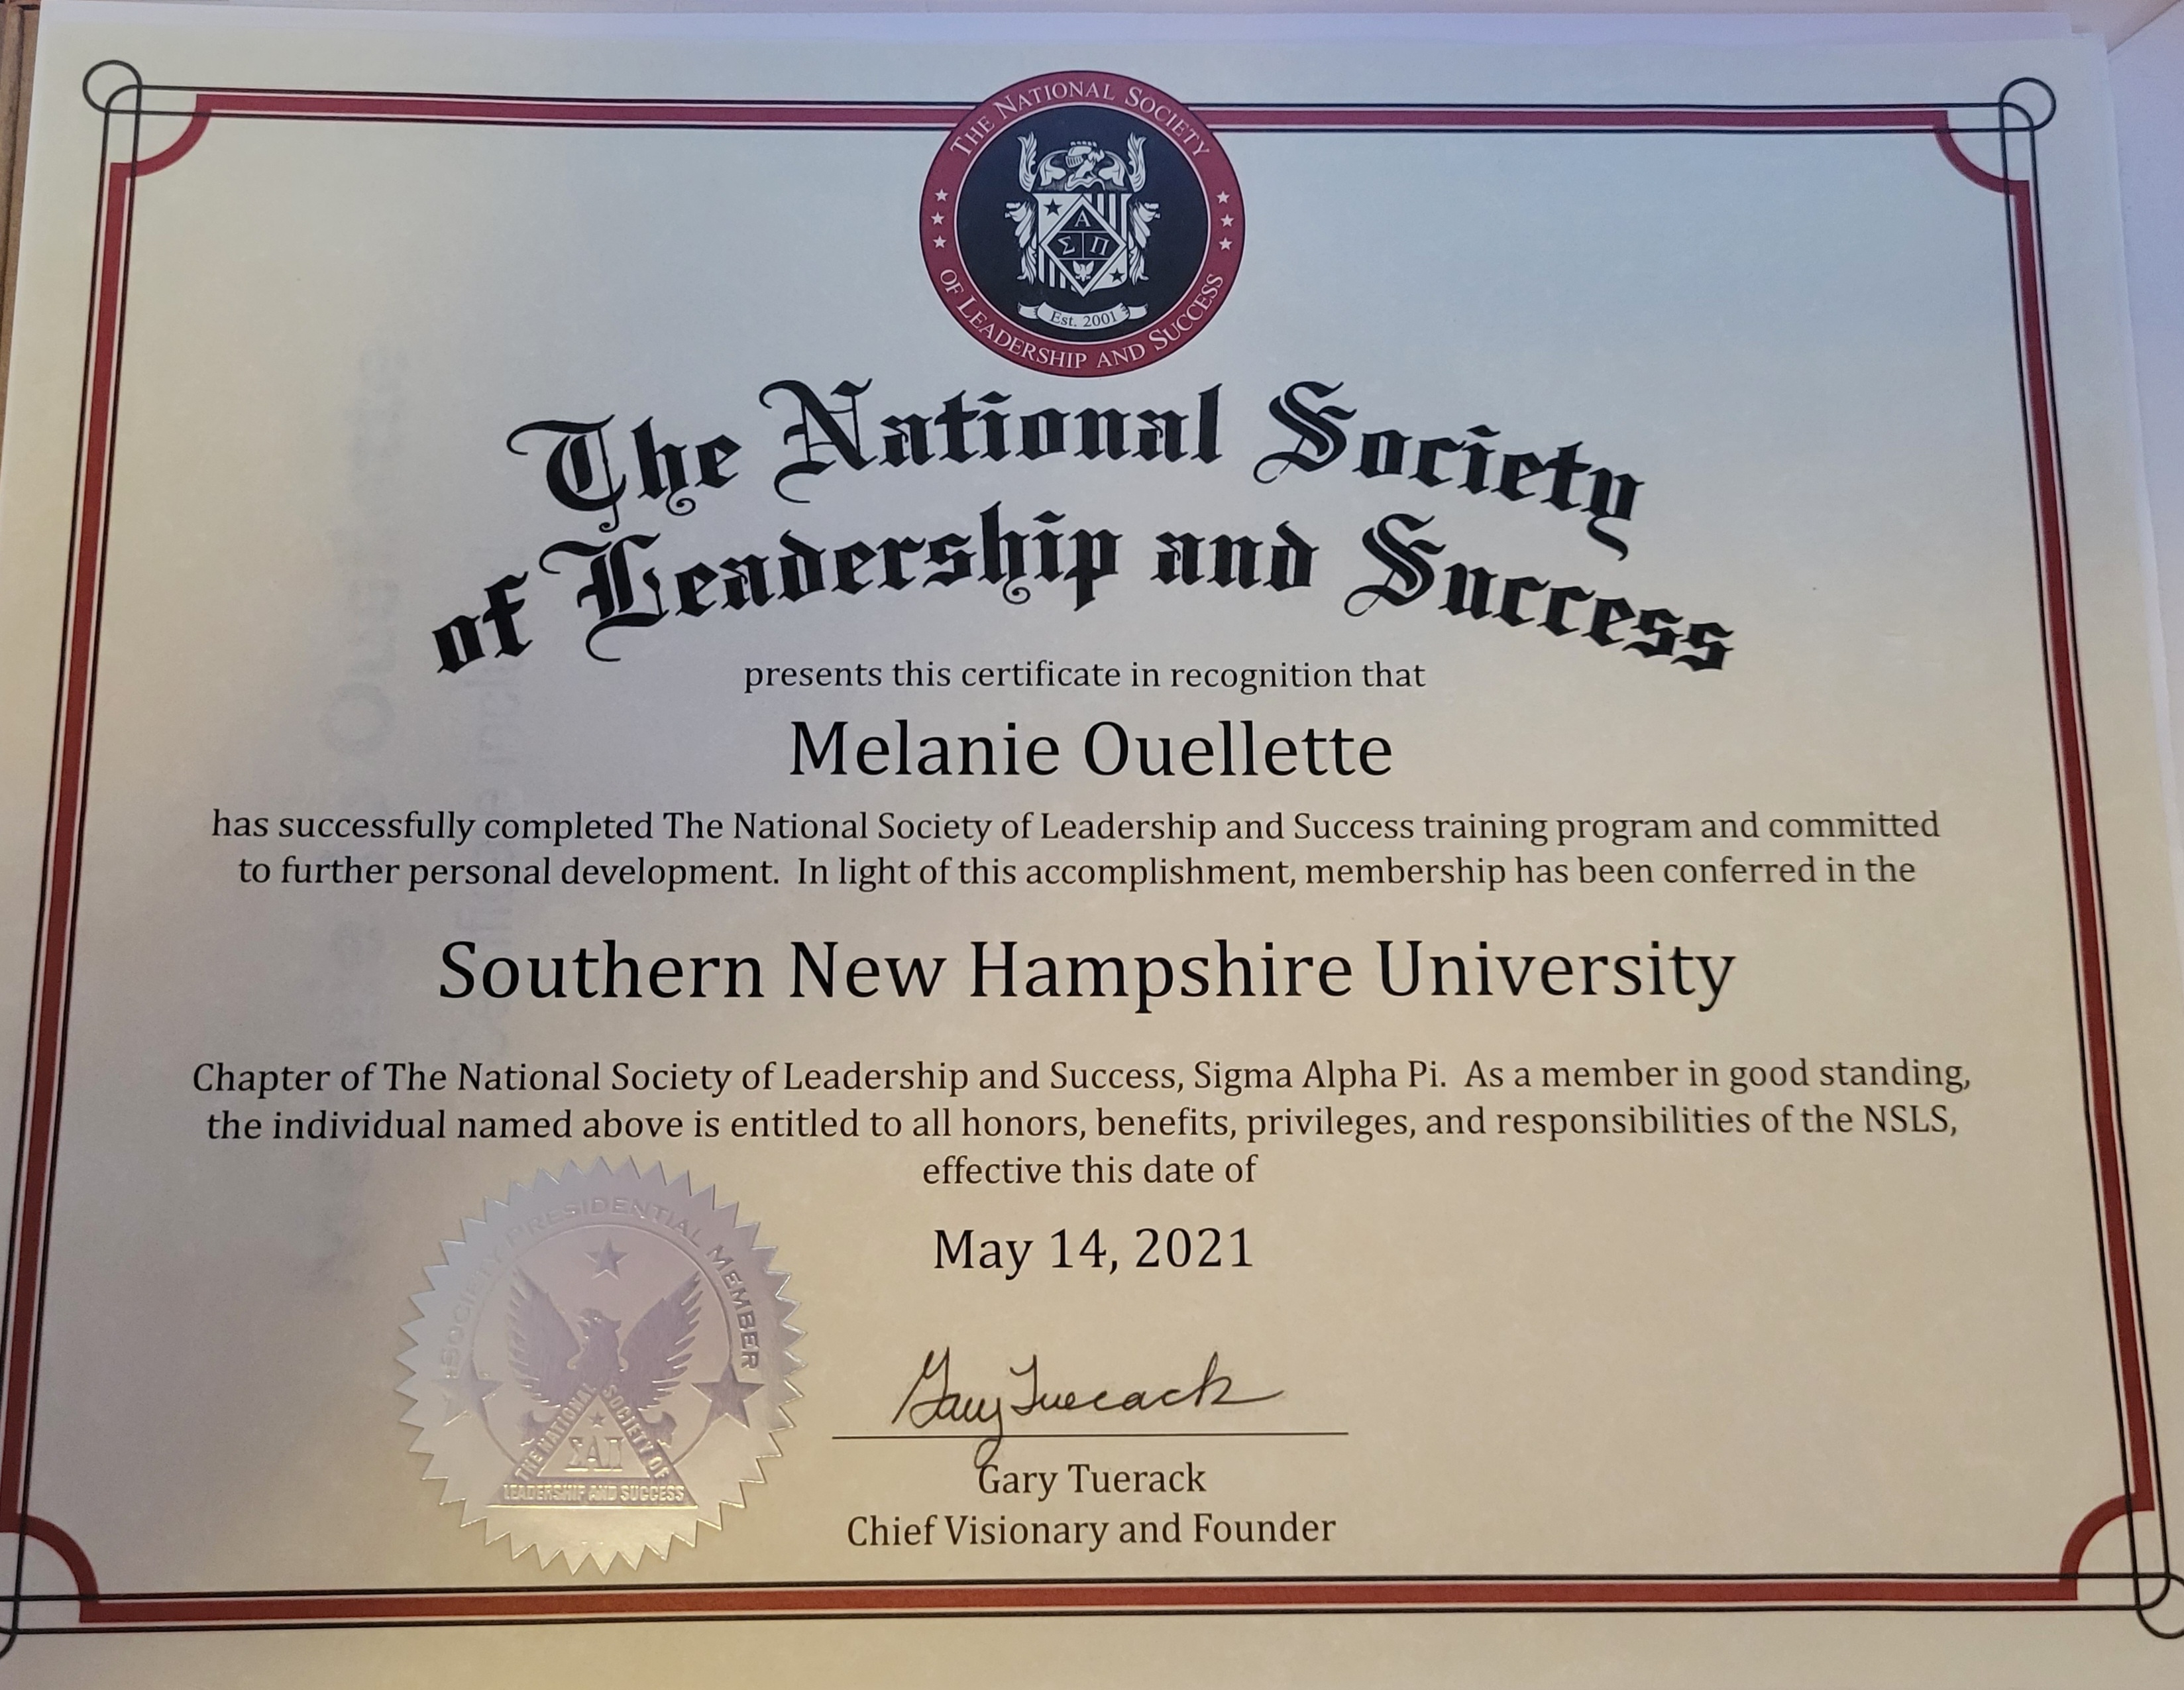 THE NATIONAL SOCIETY
OF LEADERSHIP AND SUCCESS
Α
Σ Π
Est. 2001
The National Society
of Leadership and Success
presents this certificate in recognition that
Melanie Ouellette
has successfully completed The National Society of Leadership and Success training program and committed
to further personal development.  In light of this accomplishment, membership has been conferred in the
Southern New Hampshire University
Chapter of The National Society of Leadership and Success, Sigma Alpha Pi.  As a member in good standing,
the individual named above is entitled to all honors, benefits, privileges, and responsibilities of the NSLS,
effective this date of
May 14, 2021
SOCIETY PRESIDENTIAL MEMBER
THE NATIONAL SOCIETY OF
ΣΑΠ
LEADERSHIP AND SUCCESS
Gary Tuerack
Gary Tuerack
Chief Visionary and Founder